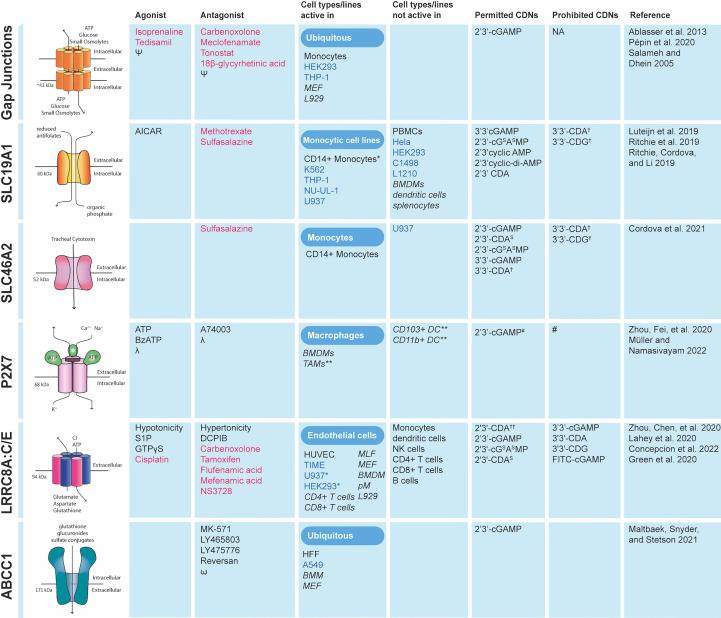 Agonist
Antagonist
Cell types/lines
active in
Cell types/lines
not active in
Permitted CDNs
Prohibited CDNs
Reference
Gap Junctions
ATP
Glucose
Small Osmolytes
Intracellular
Extracellular
Intracellular
~43 kDa
ATP
Glucose
Small Osmolytes
Isoprenaline
Tedisamil
Ψ
Carbenoxolone
Meclofenamate
Tonostat
18β-glycyrhetinic acid
Ψ
Ubiquitous
Monocytes
HEK293
THP-1
MEF
L929
2'3'-cGAMP
NA
Ablasser et al. 2013
Pépin et al. 2020
Salameh and
Dhein 2005
SLC19A1
reduced
antifolates
Extracellular
Intracellular
60 kDa
organic
phosphate
AICAR
Methotrexate
Sulfasalazine
Monocytic cell lines
CD14+ Monocytes*
K562
THP-1
NU-UL-1
U937
PBMCs
Hela
HEK293
C1498
L1210
BMDMs
dendritic cells
splenocytes
3'3'cGAMP
2'3'-cGˢAˢMP
2'3'cyclic AMP
2'3'cyclic-di-AMP
2'3' CDA
3'3'-CDA†
3'3'-CDG†
Luteijn et al. 2019
Ritchie et al. 2019
Ritchie, Cordova,
and Li 2019
SLC46A2
Tracheal Cytotoxin
Extracellular
Intracellular
52 kDa
Sulfasalazine
Monocytes
CD14+ Monocytes
U937
2'3'-cGAMP
2'3'-CDAˢ
2'3'-cGˢAˢMP
3'3'-cGAMP
3'3'-CDA†
3'3'-CDA†
3'3'-CDG†
Cordova et al. 2021
P2X7
Ca²⁺ Na⁺
ATP
ATP
Extracellular
Intracellular
68 kDa
K⁺
ATP
BzATP
λ
A74003
λ
Macrophages
BMDMs
TAMs**
CD103+ DC**
CD11b+ DC**
2'3'-cGAMP#
#
Zhou, Fei, et al. 2020
Müller and
Namasivayam 2022
LRRC8A:C/E
Cl⁻
ATP
Extracellular
Intracellular
94 kDa
Glutamate
Aspartate
Glutathione
Hypotonicity
S1P
GTPγS
Cisplatin
Hypertonicity
DCPIB
Carbenoxolone
Tamoxifen
Flufenamic acid
Mefenamic acid
NS3728
Endothelial cells
HUVEC
TIME
U937*
HEK293*
CD4+ T cells
CD8+ T cells
MLF
MEF
BMDM
pM
L929
Monocytes
dendritic cells
NK cells
CD4+ T cells
CD8+ T cells
B cells
2'3'-CDA††
2'3'-cGAMP
2'3'-cGˢAˢMP
2'3'-CDAˢ
3'3'-cGAMP
3'3'-CDA
3'3'-CDG
FITC-cGAMP
Zhou, Chen, et al. 2020
Lahey et al. 2020
Concepcion et al. 2022
Green et al. 2020
ABCC1
glutathione
glucuronides
sulfate conjugates
Intracellular
Extracellular
171 kDa
MK-571
LY465803
LY475776
Reversan
ω
Ubiquitous
HFF
A549
BMM
MEF
2'3'-cGAMP
Maltbaek, Snyder,
and Stetson 2021